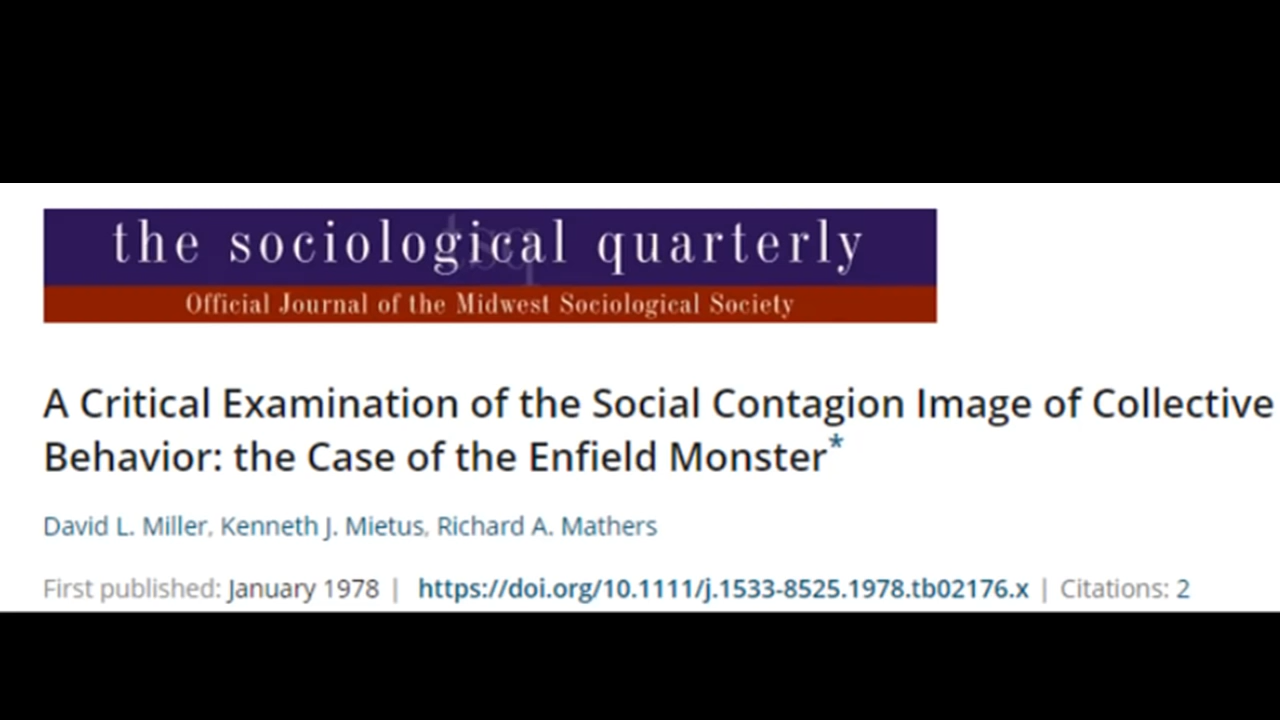 the sociological quarterly
Official Journal of the Midwest Sociological Society
A Critical Examination of the Social Contagion Image of Collective
Behavior: the Case of the Enfield Monster*
David L. Miller, Kenneth J. Mietus, Richard A. Mathers
First published: January 1978 | https://doi.org/10.1111/j.1533-8525.1978.tb02176.x | Citations: 2